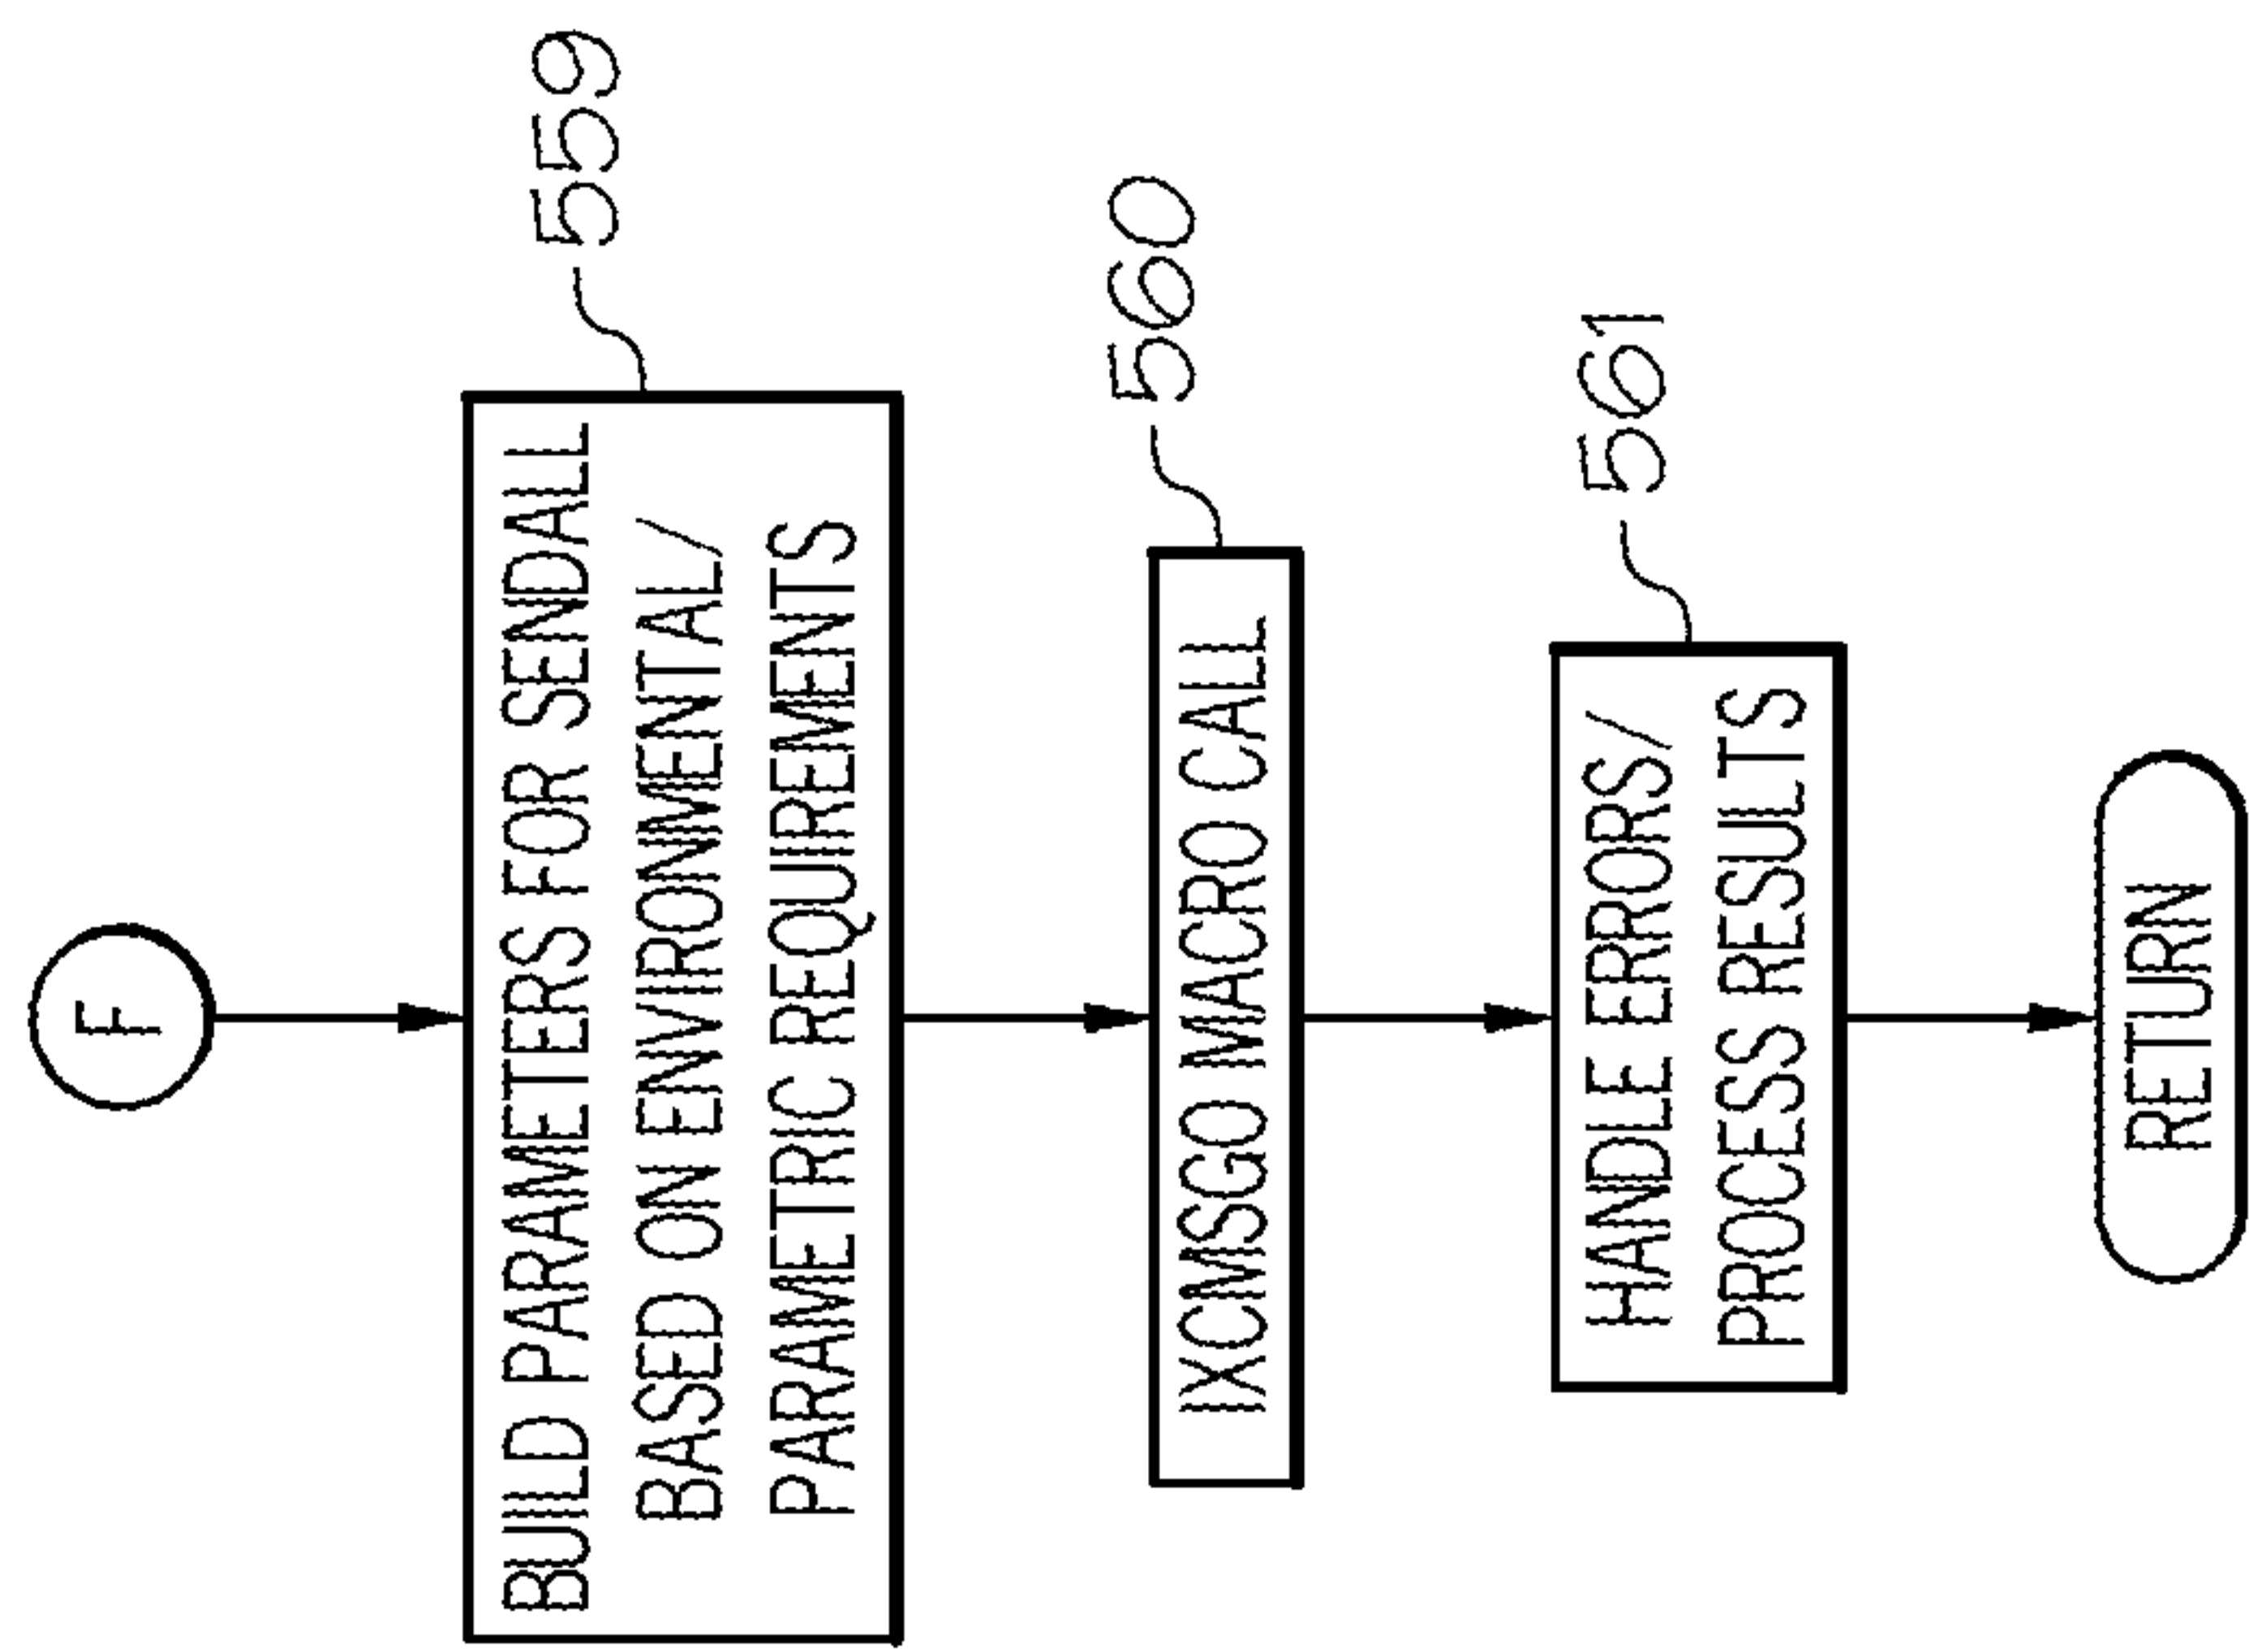 F
BUILD PARAMETERS FOR SENDALL
BASED ON ENVIRONMENTAL/
PARAMETRIC REQUIREMENTS
559
IXCMSGO MACRO CALL
560
HANDLE ERRORS/
PROCESS RESULTS
561
RETURN